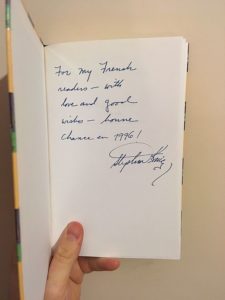 For my French
readers — with
love and good
wishes — bonne
chance en 1996!
Stephen King